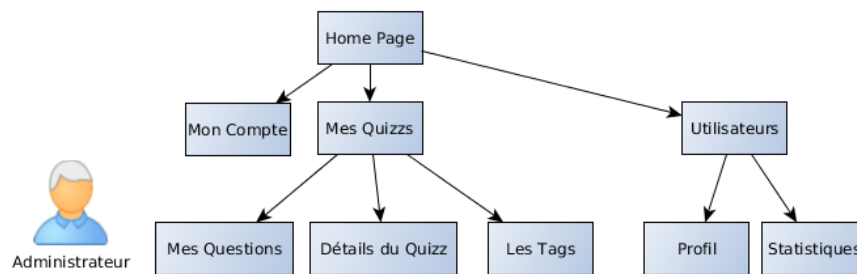 Home Page
Mon Compte
Mes Quizzs
Utilisateurs
Mes Questions
Détails du Quizz
Les Tags
Profil
Statistiques
Administrateur